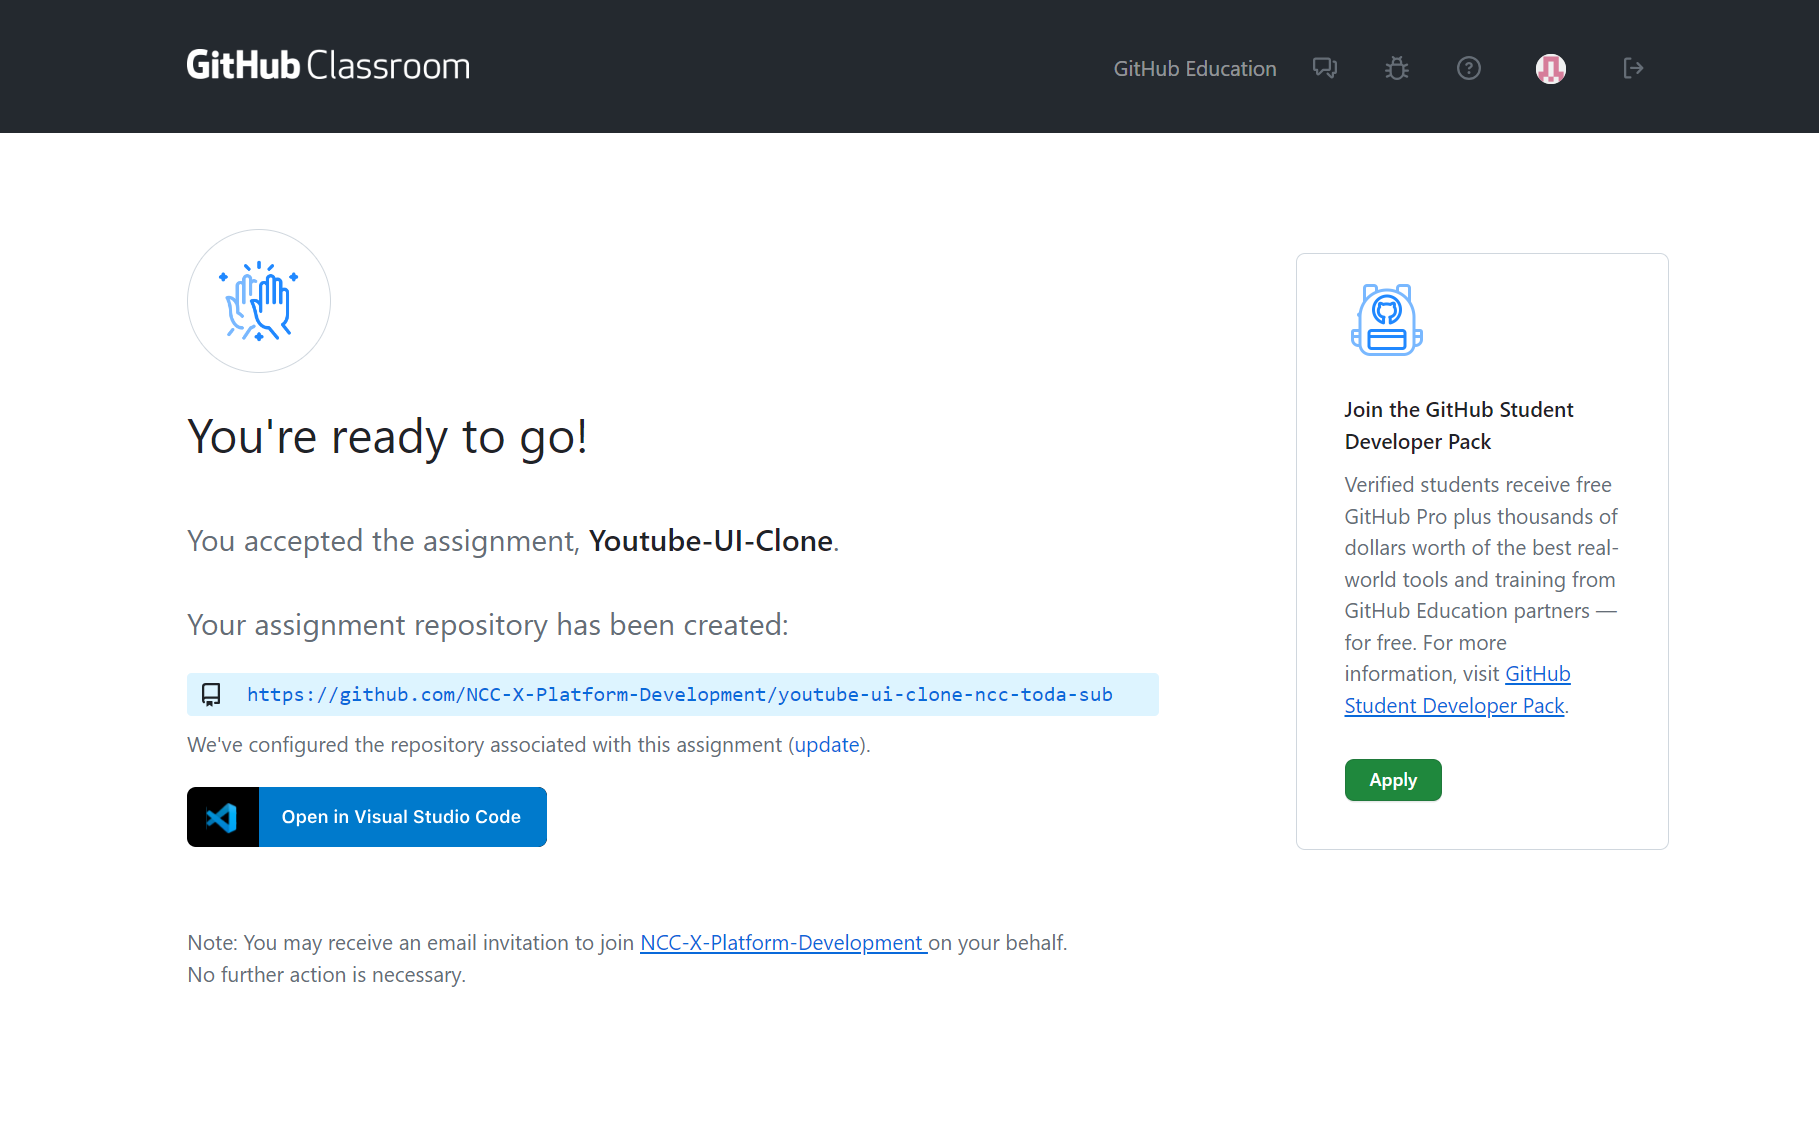 GitHub Classroom
GitHub Education
You're ready to go!
You accepted the assignment, Youtube-UI-Clone.
Your assignment repository has been created:
https://github.com/NCC-X-Platform-Development/youtube-ui-clone-ncc-toda-sub
We've configured the repository associated with this assignment (update).
Open in Visual Studio Code
Note: You may receive an email invitation to join NCC-X-Platform-Development on your behalf.
No further action is necessary.
Join the GitHub Student
Developer Pack
Verified students receive free
GitHub Pro plus thousands of
dollars worth of the best real-
world tools and training from
GitHub Education partners —
for free. For more
information, visit GitHub
Student Developer Pack.
Apply